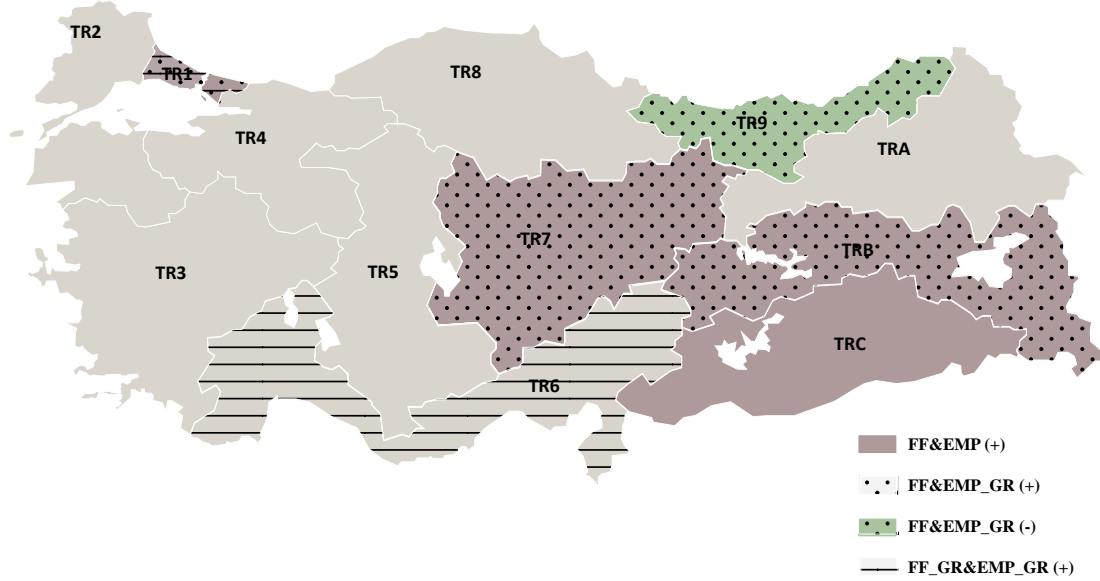 TR2
TR1
TR8
TR9
TR4
TRA
TR7
TRB
TR3
TR5
TRC
TR6
FF&EMP (+)
FF&EMP_GR (+)
FF&EMP_GR (-)
FF_GR&EMP_GR (+)